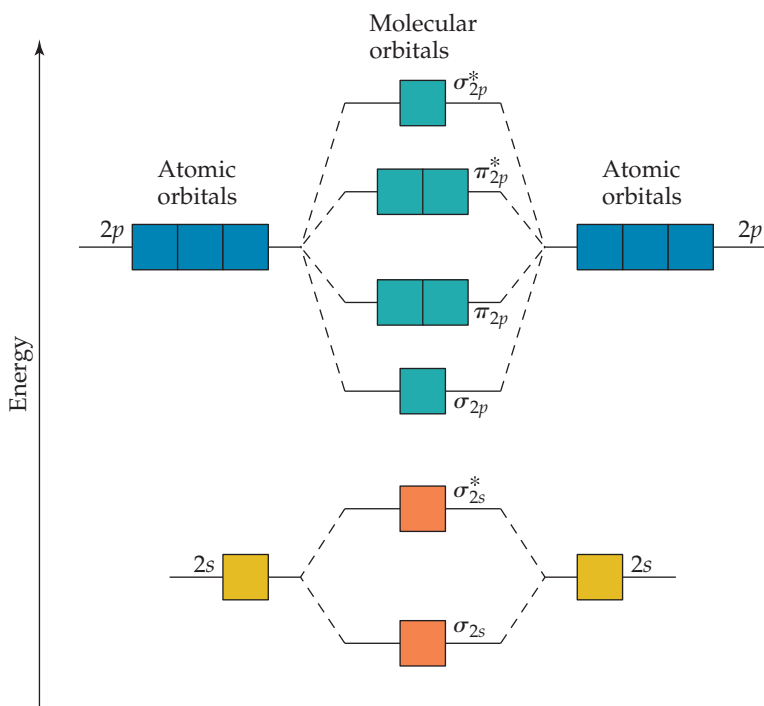 Molecular
orbitals
σ*2p
Atomic
orbitals
π*2p
Atomic
orbitals
2p
2p
π2p
σ2p
Energy
σ*2s
2s
2s
σ2s